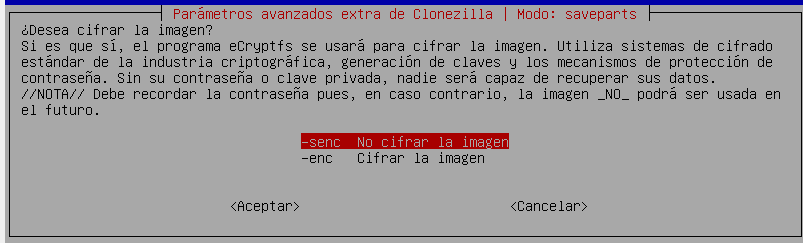 Parámetros avanzados extra de Clonezilla | Modo: saveparts
¿Desea cifrar la imagen?
Si es que sí, el programa eCryptfs se usará para cifrar la imagen. Utiliza sistemas de cifrado
estándar de la industria criptográfica, generación de claves y los mecanismos de protección de
contraseña. Sin su contraseña o clave privada, nadie será capaz de recuperar sus datos.
//NOTA// Debe recordar la contraseña pues, en caso contrario, la imagen _NO_ podrá ser usada en
el futuro.
-senc No cifrar la imagen
-enc Cifrar la imagen
<Aceptar> <Cancelar>